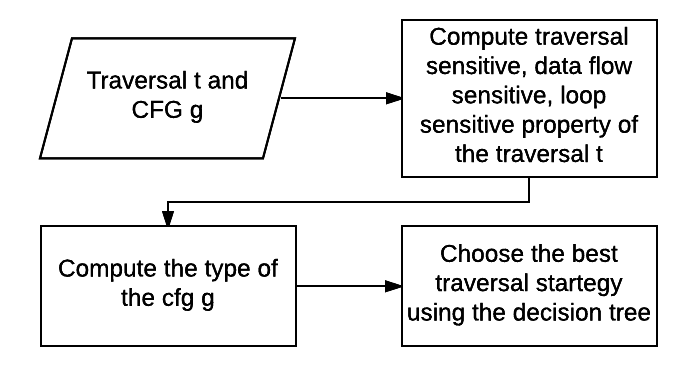 Traversal t and
CFG g
Compute traversal
sensitive, data flow
sensitive, loop
sensitive property of
the traversal t
Compute the type of
the cfg g
Choose the best
traversal startegy
using the decision tree